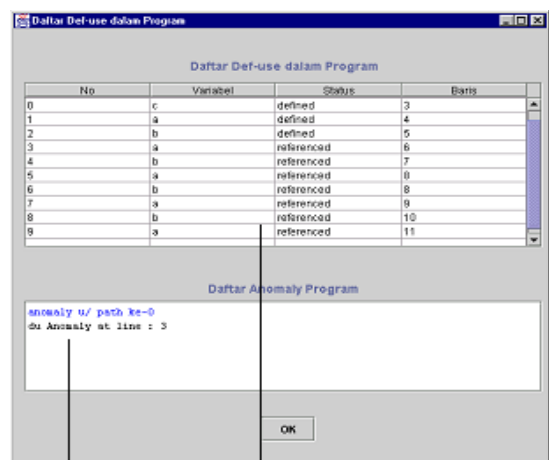 Daftar Def-use dalam Program
Daftar Def-use dalam Program
No Variabel Status Baris
0 c defined 3
1 a defined 4
2 b defined 5
3 a referenced 6
4 b referenced 7
5 a referenced 8
6 b referenced 8
7 a referenced 9
8 b referenced 10
9 a referenced 11
Daftar Anomaly Program
anomaly u/ path ke-0
du Anomaly at line : 3
OK